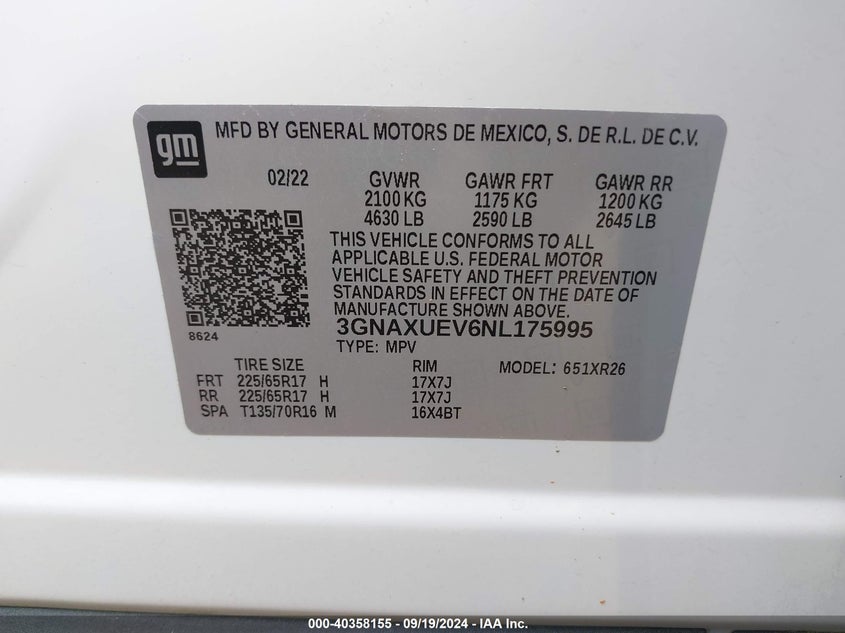 gm
MFD BY GENERAL MOTORS DE MEXICO, S. DE R.L. DE C.V.
02/22 GVWR GAWR FRT GAWR RR
2100 KG 1175 KG 1200 KG
4630 LB 2590 LB 2645 LB
THIS VEHICLE CONFORMS TO ALL
APPLICABLE U.S. FEDERAL MOTOR
VEHICLE SAFETY AND THEFT PREVENTION
STANDARDS IN EFFECT ON THE DATE OF
MANUFACTURE SHOWN ABOVE.
8624 3GNAXUEV6NL175995
TYPE: MPV
TIRE SIZE RIM MODEL: 651XR26
FRT 225/65R17 H 17X7J
RR 225/65R17 H 17X7J
SPA T135/70R16 M 16X4BT
000-40358155 - 09/19/2024 - IAA Inc.